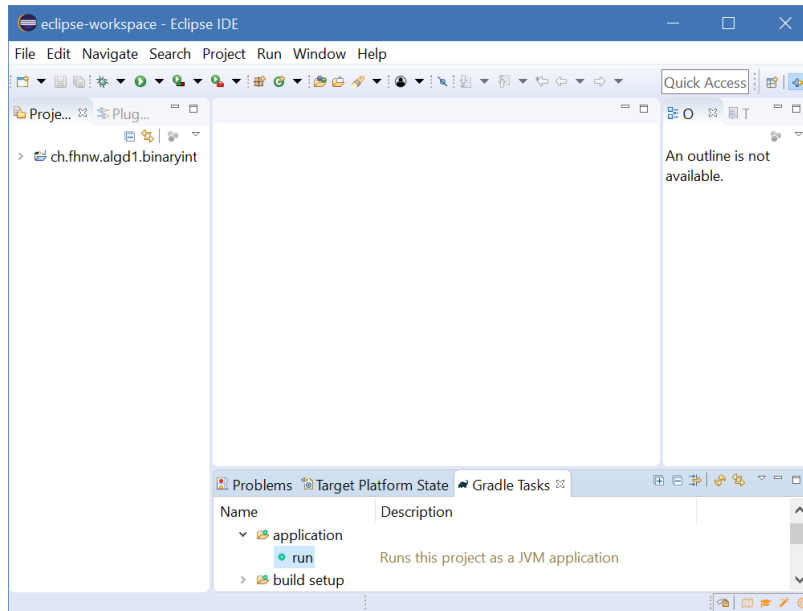 eclipse-workspace - Eclipse IDE
File Edit Navigate Search Project Run Window Help
Quick Access
Proje... Plug...
O T
ch.fhnw.algd1.binaryint
An outline is not
available.
Problems Target Platform State Gradle Tasks
Name Description
application
run Runs this project as a JVM application
build setup